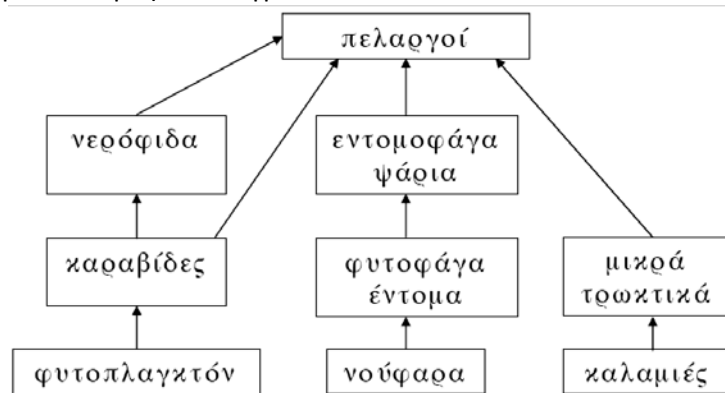 πελαργοί
νερόφιδα
εντομοφάγα
ψάρια
καραβίδες
φυτοφάγα
έντομα
μικρά
τρωκτικά
φυτοπλαγκτόν
νούφαρα
καλαμιές